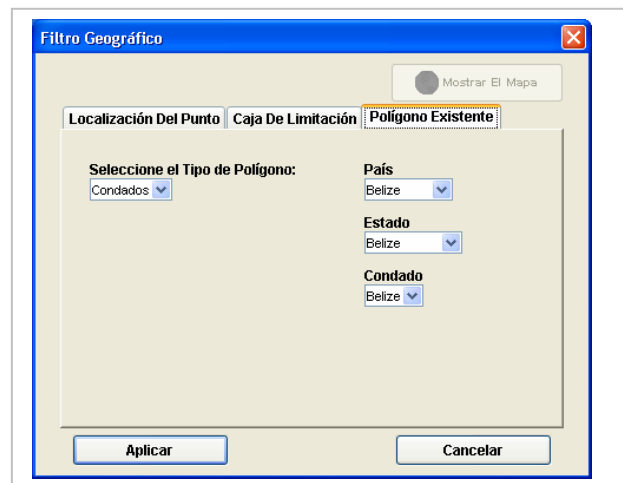 Filtro Geográfico
Mostrar El Mapa
Localización Del Punto Caja De Limitación Polígono Existente
Seleccione el Tipo de Polígono: País
Condados Belize
Estado
Belize
Condado
Belize
Aplicar Cancelar